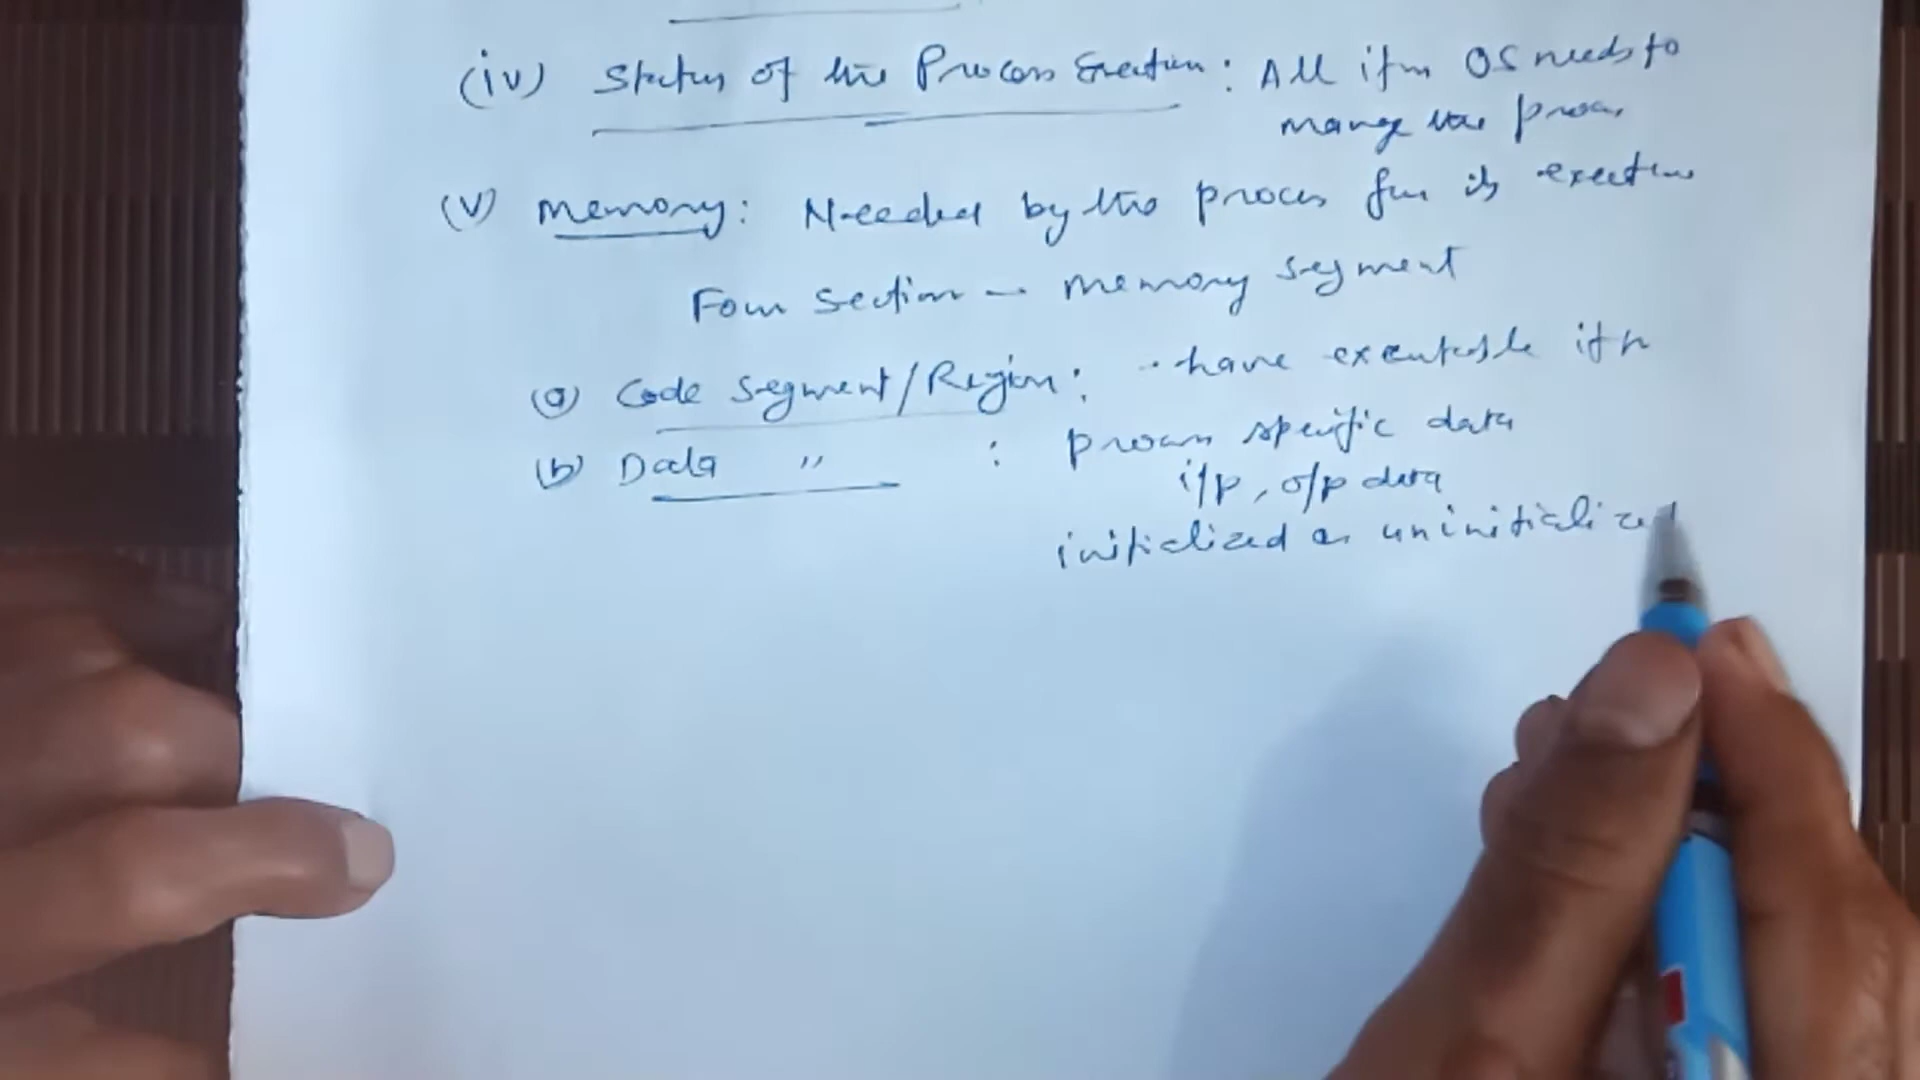 (iv) Status of the Process Execution : All ifn OS needs to
manage the process
(v) Memory : Needed by the process for its execution
Four section - memory segment
(a) Code Segment/Region : have executable ifn
(b) Data " : process specific data
i/p, o/p data
initialized or uninitialized